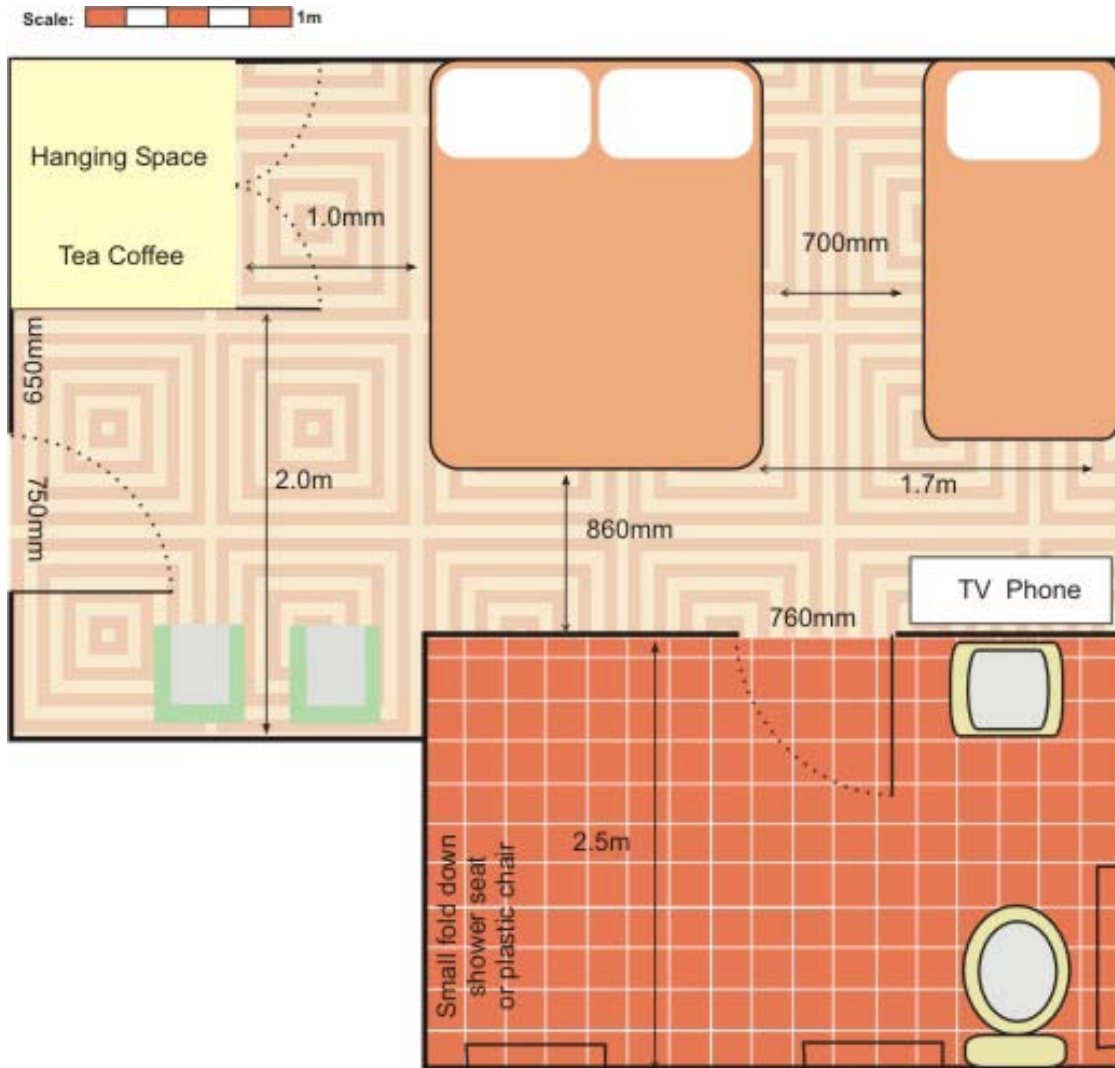 Scale:
1m
Hanging Space
Tea Coffee
1.0mm
700mm
650mm
750mm
2.0m
1.7m
860mm
TV Phone
760mm
2.5m
Small fold down
shower seat
or plastic chair